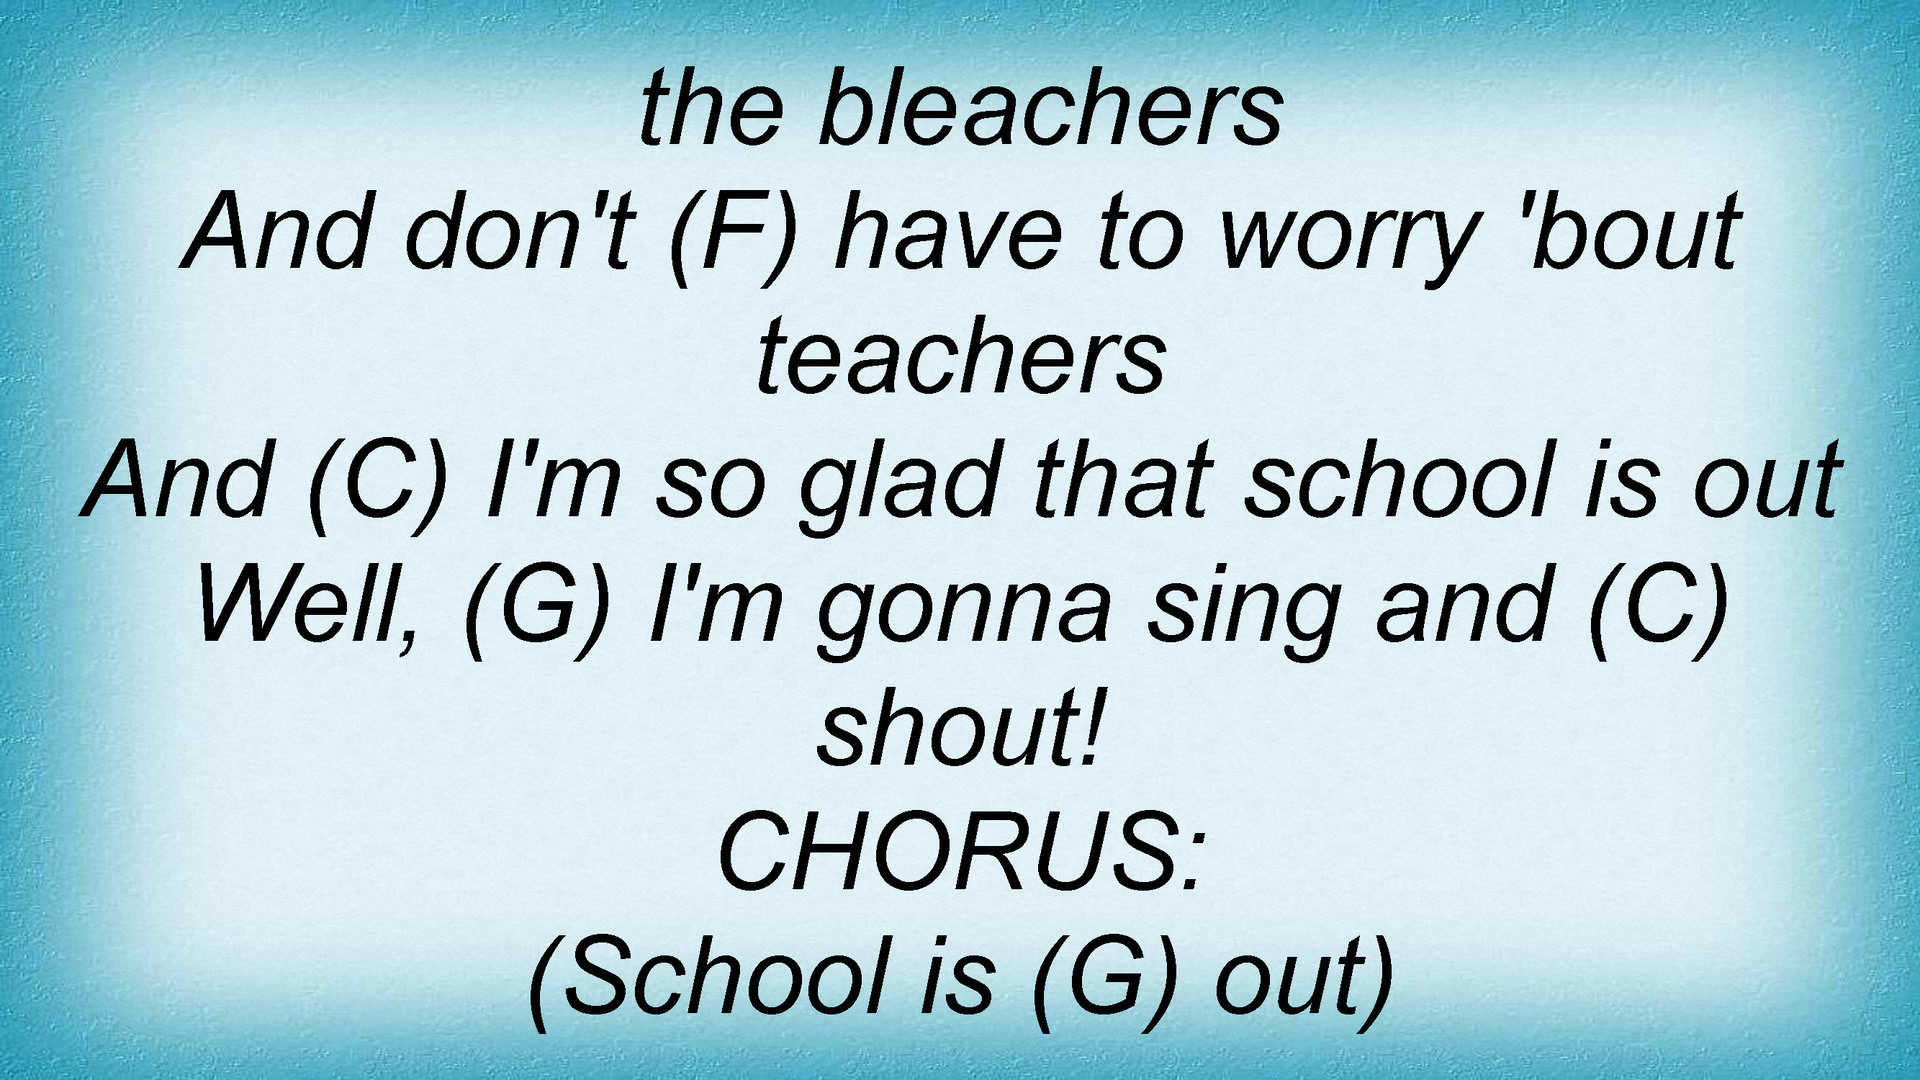 the bleachers
And don't (F) have to worry 'bout
teachers
And (C) I'm so glad that school is out
Well, (G) I'm gonna sing and (C)
shout!
CHORUS:
(School is (G) out)